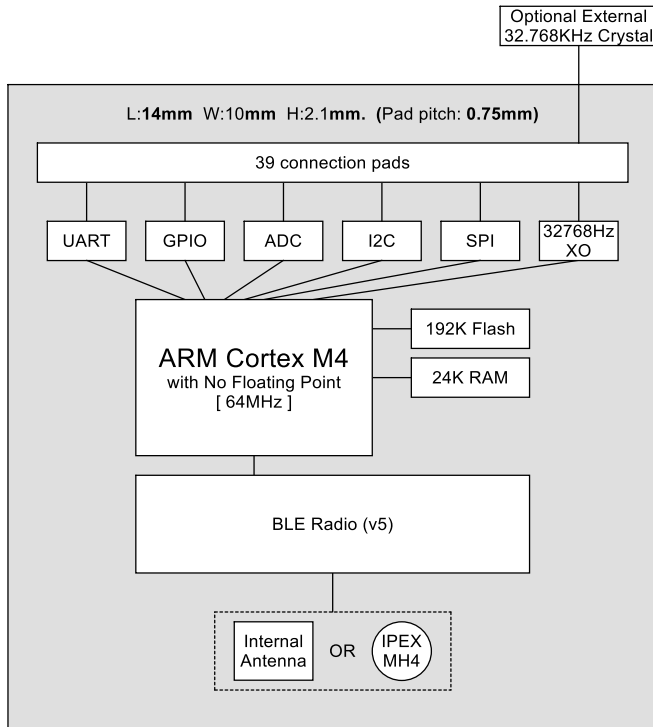 Optional External
32.768KHz Crystal
L:14mm W:10mm H:2.1mm. (Pad pitch: 0.75mm)
39 connection pads
UART
GPIO
ADC
I2C
SPI
32768Hz
XO
ARM Cortex M4
with No Floating Point
[ 64MHz ]
192K Flash
24K RAM
BLE Radio (v5)
Internal
Antenna
OR
IPEX
MH4